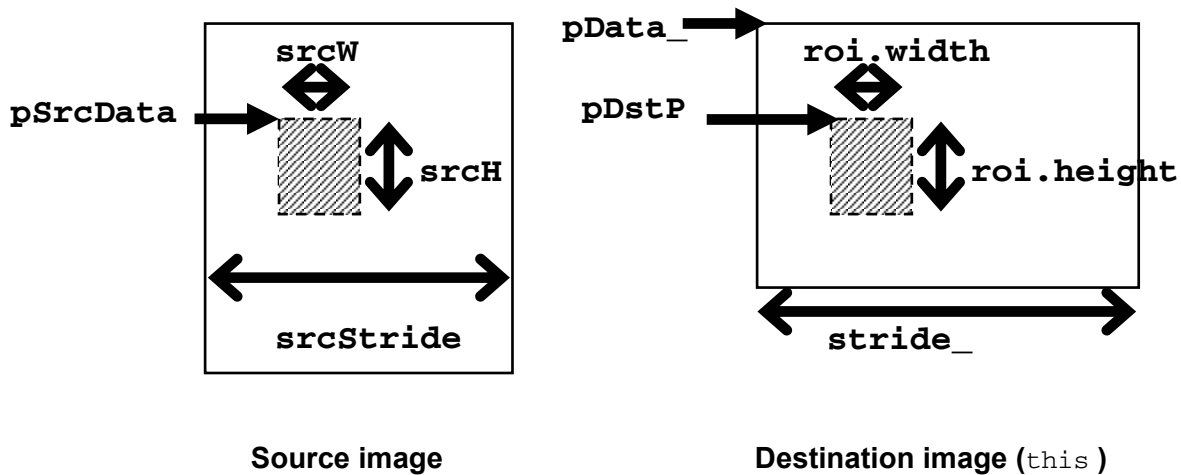 srcW
pSrcData
srcH
srcStride
Source image
pData_
roi.width
pDstP
roi.height
stride_
Destination image (this )